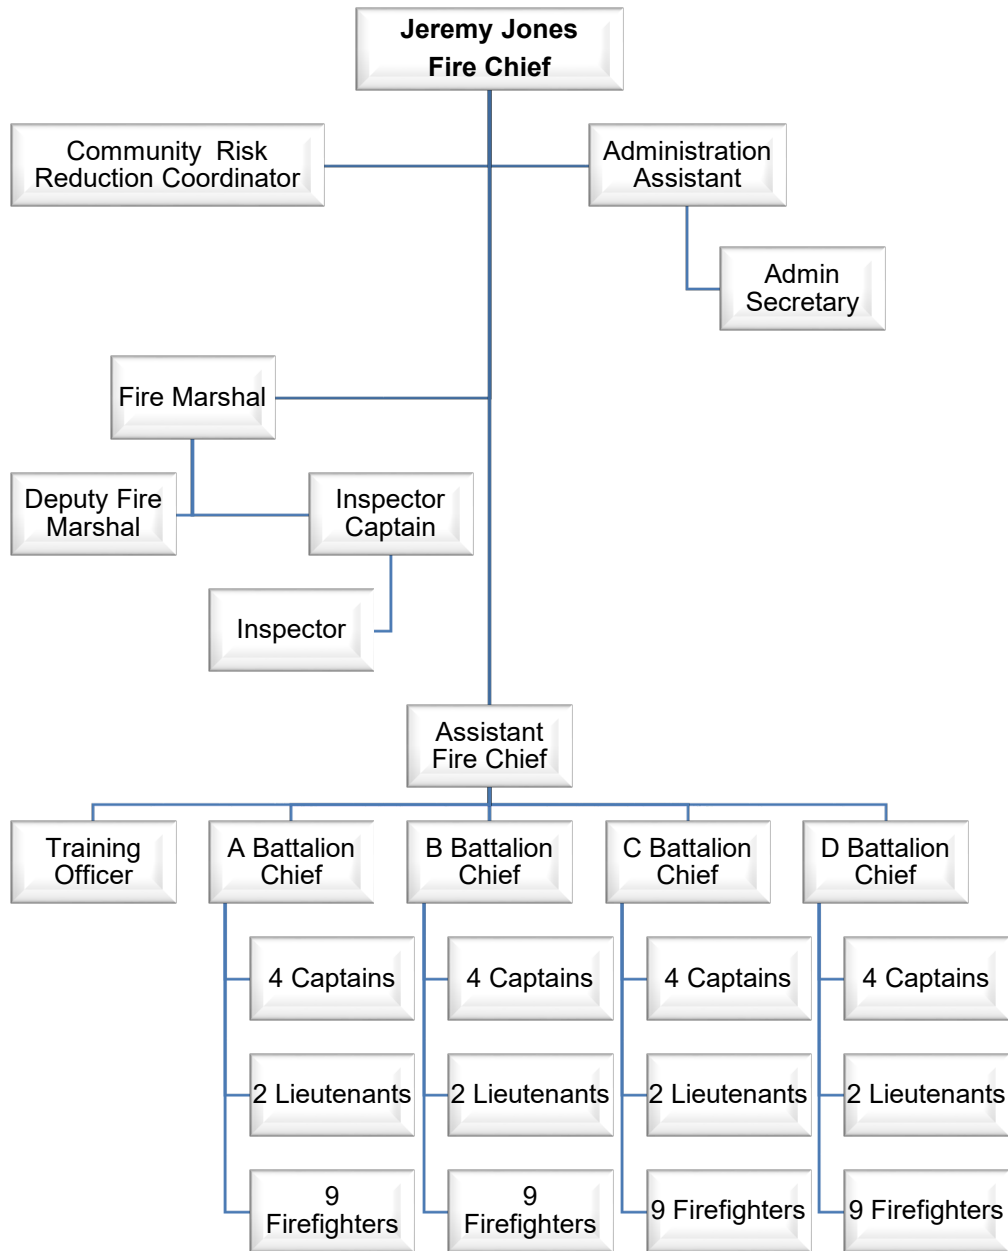 Jeremy Jones
Fire Chief
Community Risk
Reduction Coordinator
Administration
Assistant
Admin
Secretary
Fire Marshal
Deputy Fire
Marshal
Inspector
Captain
Inspector
Assistant
Fire Chief
Training
Officer
A Battalion
Chief
B Battalion
Chief
C Battalion
Chief
D Battalion
Chief
4 Captains
4 Captains
4 Captains
4 Captains
2 Lieutenants
2 Lieutenants
2 Lieutenants
2 Lieutenants
9
Firefighters
9
Firefighters
9 Firefighters
9 Firefighters